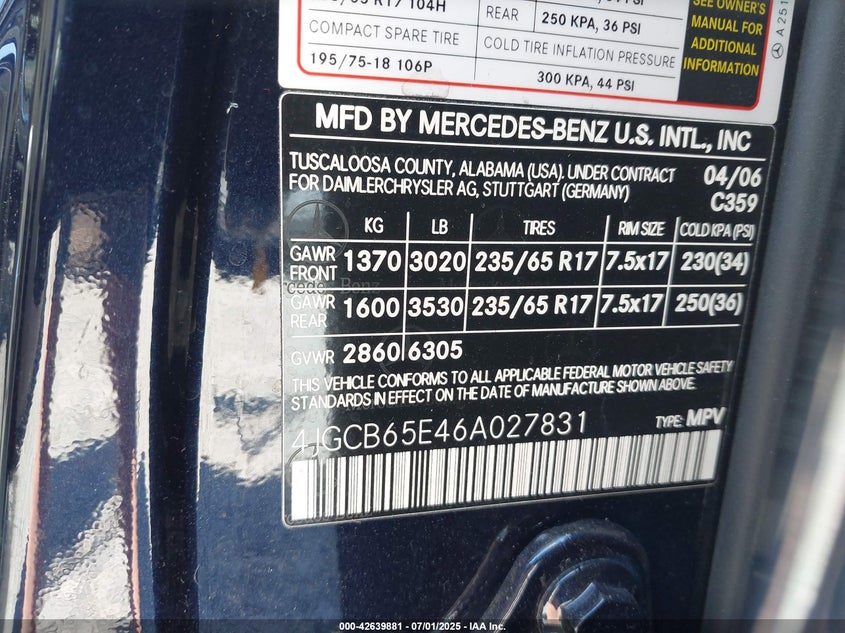 R17 104H
REAR 250 KPA, 36 PSI
COMPACT SPARE TIRE
195/75-18 106P
COLD TIRE INFLATION PRESSURE
300 KPA, 44 PSI
SEE OWNER'S
MANUAL FOR
ADDITIONAL
INFORMATION
A 251
MFD BY MERCEDES-BENZ U.S. INTL., INC
TUSCALOOSA COUNTY, ALABAMA (USA). UNDER CONTRACT
FOR DAIMLERCHRYSLER AG, STUTTGART (GERMANY)
04/06
C359
KG LB TIRES RIM SIZE COLD KPA (PSI)
GAWR FRONT 1370 3020 235/65 R17 7.5x17 230(34)
GAWR REAR 1600 3530 235/65 R17 7.5x17 250(36)
GVWR 2860 6305
THIS VEHICLE CONFORMS TO ALL APPLICABLE FEDERAL MOTOR VEHICLE SAFETY
AND BUMPER STANDARDS IN EFFECT ON THE DATE OF MANUFACTURE SHOWN ABOVE.
4JGCB65E46A027831 TYPE: MPV
000-42639881 / 07/01/2025 / IAA Inc.